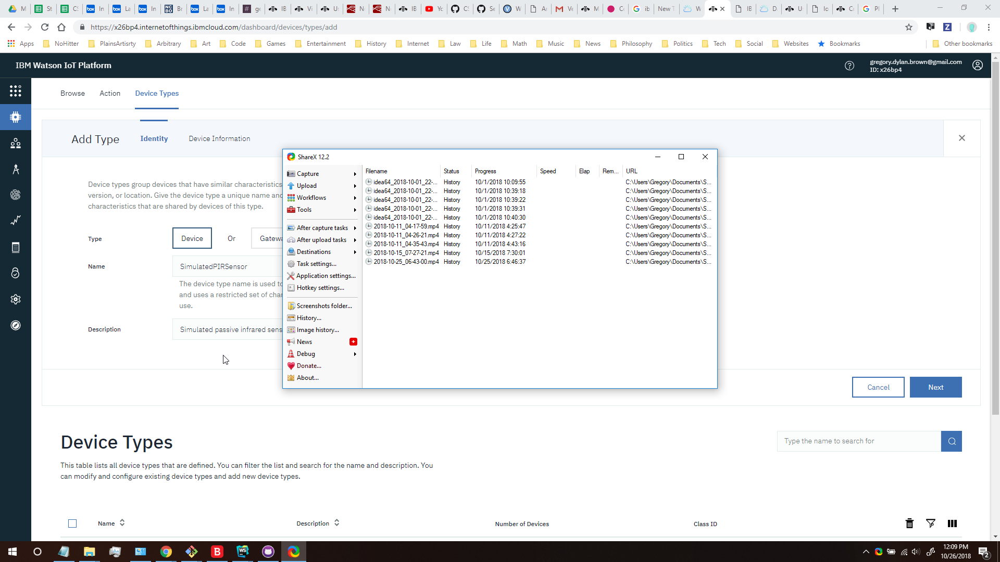 https://x26bp4.internetofthings.ibmcloud.com/dashboard/devices/types/add
Apps NoHitter PlainsArtisrty Arbitrary Art Code Games Entertainment History Internet Law Life Math Music News Philosophy Politics Tech Social Websites Bookmarks Other bookmarks
IBM Watson IoT Platform
gregory.dylan.brown@gmail.com
ID: x26bp4
Browse Action Device Types
Add Type Identity Device Information
Device types group devices that have similar characteristics
version, or location. Give the device type a unique name and
characteristics that are shared by devices of this type.
Type Device Or Gatewa
Name SimulatedPIRSensor
The device type name is used to
and uses a restricted set of char
use.
Description Simulated passive infrared sens
ShareX 12.2
Capture
Upload
Workflows
Tools
After capture tasks
After upload tasks
Destinations
Task settings...
Application settings...
Hotkey settings...
Screenshots folder...
History...
Image history...
News
Debug
Donate...
About...
Filename Status Progress Speed Elap Rem... URL
idea64_2018-10-01_22-... History 10/1/2018 10:09:55 C:\Users\Gregory\Documents\S...
idea64_2018-10-01_22-... History 10/1/2018 10:39:18 C:\Users\Gregory\Documents\S...
idea64_2018-10-01_22-... History 10/1/2018 10:39:22 C:\Users\Gregory\Documents\S...
idea64_2018-10-01_22-... History 10/1/2018 10:39:31 C:\Users\Gregory\Documents\S...
idea64_2018-10-01_22-... History 10/1/2018 10:40:30 C:\Users\Gregory\Documents\S...
2018-10-11_04-17-59.mp4 History 10/11/2018 4:25:47 C:\Users\Gregory\Documents\S...
2018-10-11_04-26-21.mp4 History 10/11/2018 4:27:22 C:\Users\Gregory\Documents\S...
2018-10-11_04-35-43.mp4 History 10/11/2018 4:43:16 C:\Users\Gregory\Documents\S...
2018-10-15_07-27-21.mp4 History 10/15/2018 7:30:01 C:\Users\Gregory\Documents\S...
2018-10-25_06-43-00.mp4 History 10/25/2018 6:46:37 C:\Users\Gregory\Documents\S...
Cancel Next
Device Types
Type the name to search for
This table lists all device types that are defined. You can filter the list and search for the name and description. You
can modify and configure existing device types and add new device types.
Name Description Number of Devices Class ID
12:09 PM
10/26/2018
2